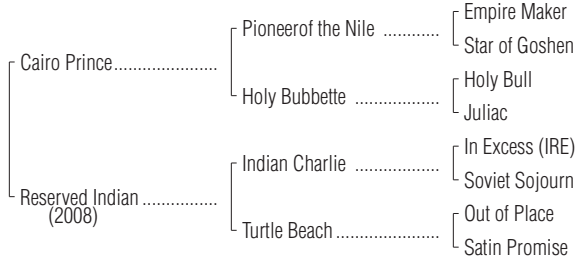 Empire Maker
Pioneerof the Nile ............
Star of Goshen
Cairo Prince......................
Holy Bull
Holy Bubbette ..................
Juliac
In Excess (IRE)
Indian Charlie ..................
Soviet Sojourn
Reserved Indian ................
(2008)
Out of Place
Turtle Beach ......................
Satin Promise